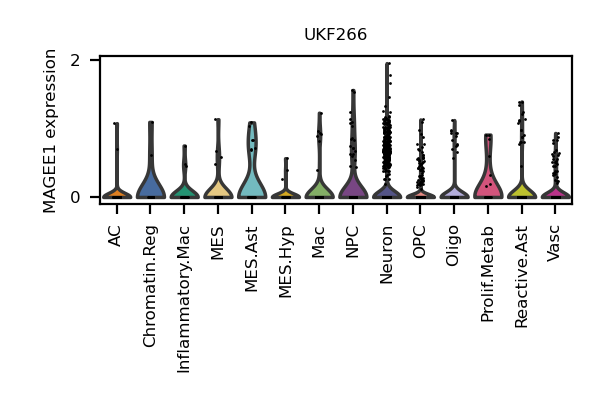 UKF266
MAGEE1 expression
2
0
AC
Chromatin.Reg
Inflammatory.Mac
MES
MES.Ast
MES.Hyp
Mac
NPC
Neuron
OPC
Oligo
Prolif.Metab
Reactive.Ast
Vasc